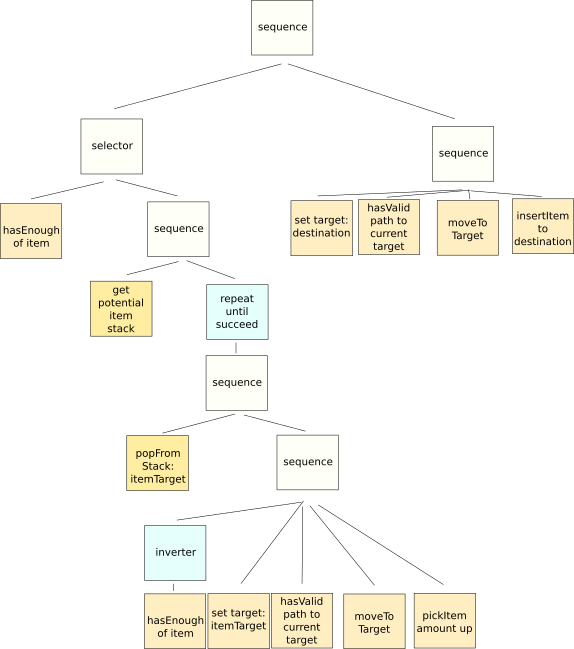 sequence
selector
sequence
hasEnough
of item
sequence
set target:
destination
hasValid
path to
current
target
moveTo
Target
insertItem
to
destination
get
potential
item
stack
repeat
until
succeed
sequence
popFrom
Stack:
itemTarget
sequence
inverter
hasEnough
of item
set target:
itemTarget
hasValid
path to
current
target
moveTo
Target
pickItem
amount up